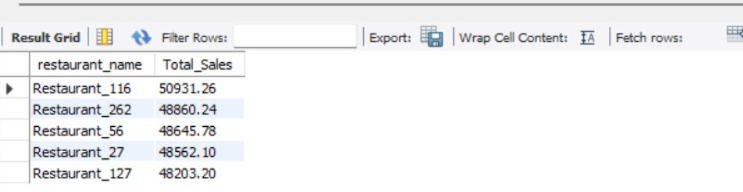 Result Grid Filter Rows: Export: Wrap Cell Content: Fetch rows:
restaurant_name Total_Sales
Restaurant_116 50931.26
Restaurant_262 48860.24
Restaurant_56 48645.78
Restaurant_27 48562.10
Restaurant_127 48203.20